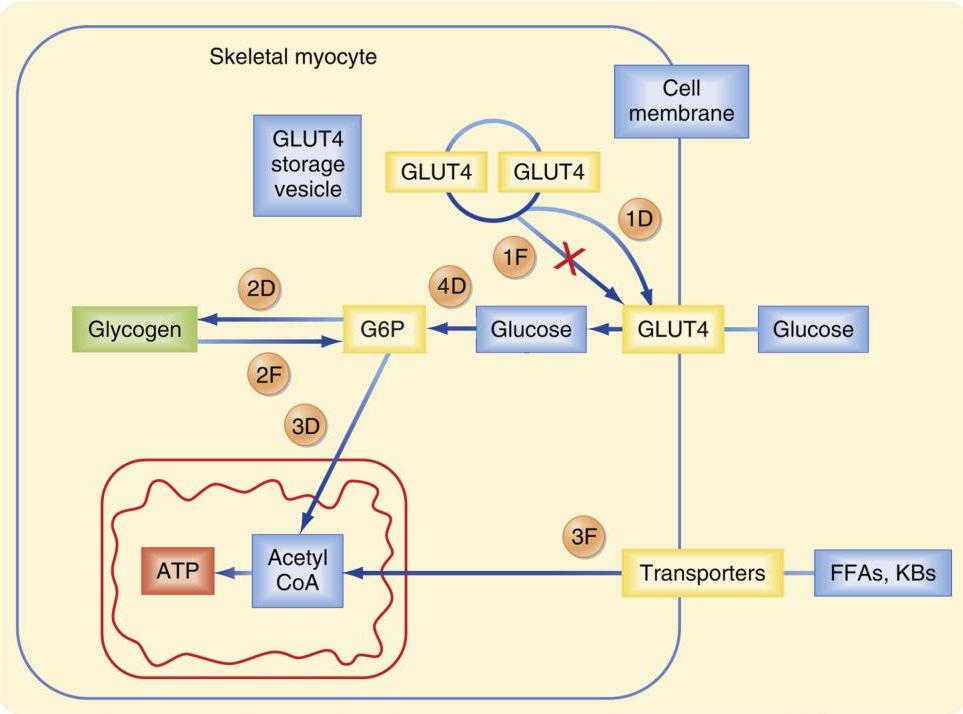 Skeletal myocyte
Cell
membrane
GLUT4
storage
vesicle
GLUT4
GLUT4
1D
1F
2D
4D
Glycogen
G6P
Glucose
GLUT4
Glucose
2F
3D
3F
ATP
Acetyl
CoA
Transporters
FFAs, KBs